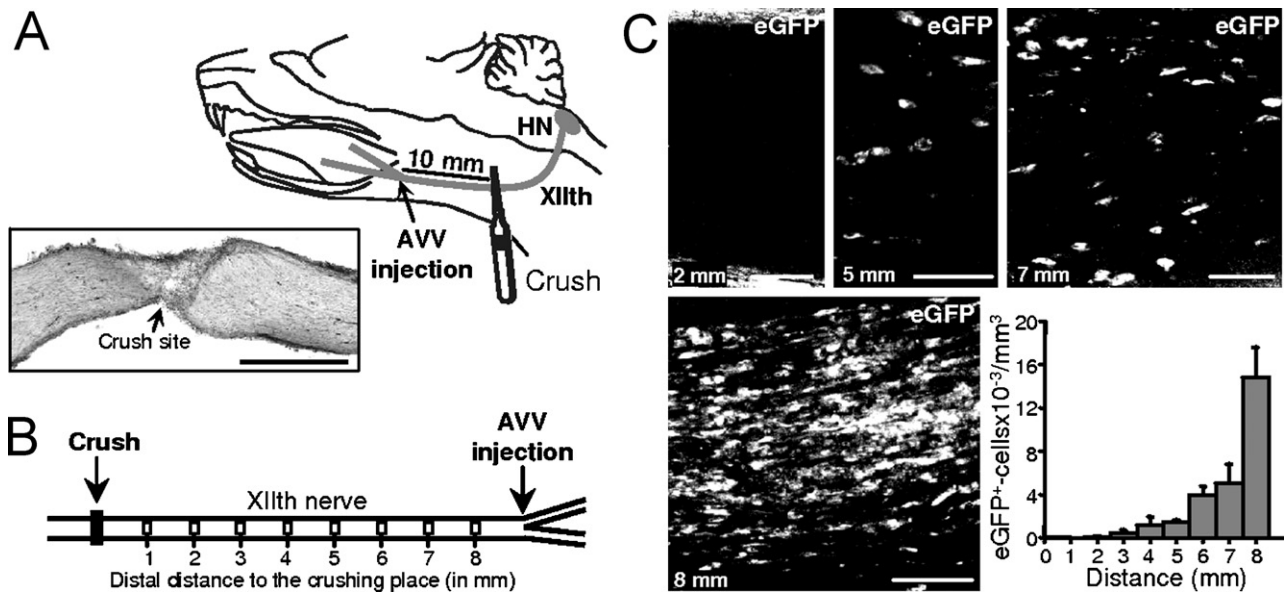 A
HN
10 mm
XIIth
AVV
injection
Crush
Crush site
B
Crush
AVV
injection
XIIth nerve
1 2 3 4 5 6 7 8
Distal distance to the crushing place (in mm)
C
eGFP
2 mm
eGFP
5 mm
eGFP
7 mm
eGFP
8 mm
eGFP⁺-cellsx10⁻³/mm³
20
16
12
8
4
0
0 1 2 3 4 5 6 7 8
Distance (mm)